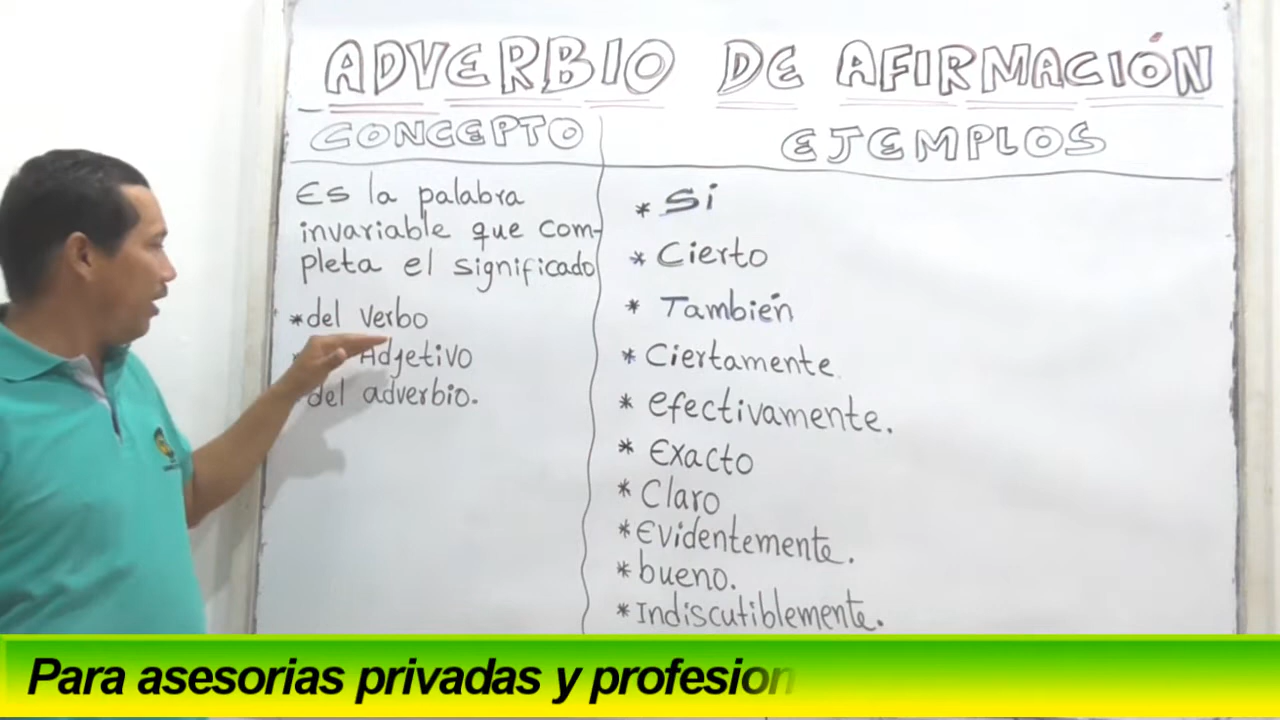 ADVERBIO DE AFIRMACIÓN
CONCEPTO
Es la palabra
invariable que com-
pleta el significado
*del verbo
Adjetivo
del adverbio.
EJEMPLOS
* Si
* Cierto
* También
* Ciertamente
* efectivamente.
* Exacto
* Claro
* Evidentemente.
* bueno.
* Indiscutiblemente.
Para asesorias privadas y profesion